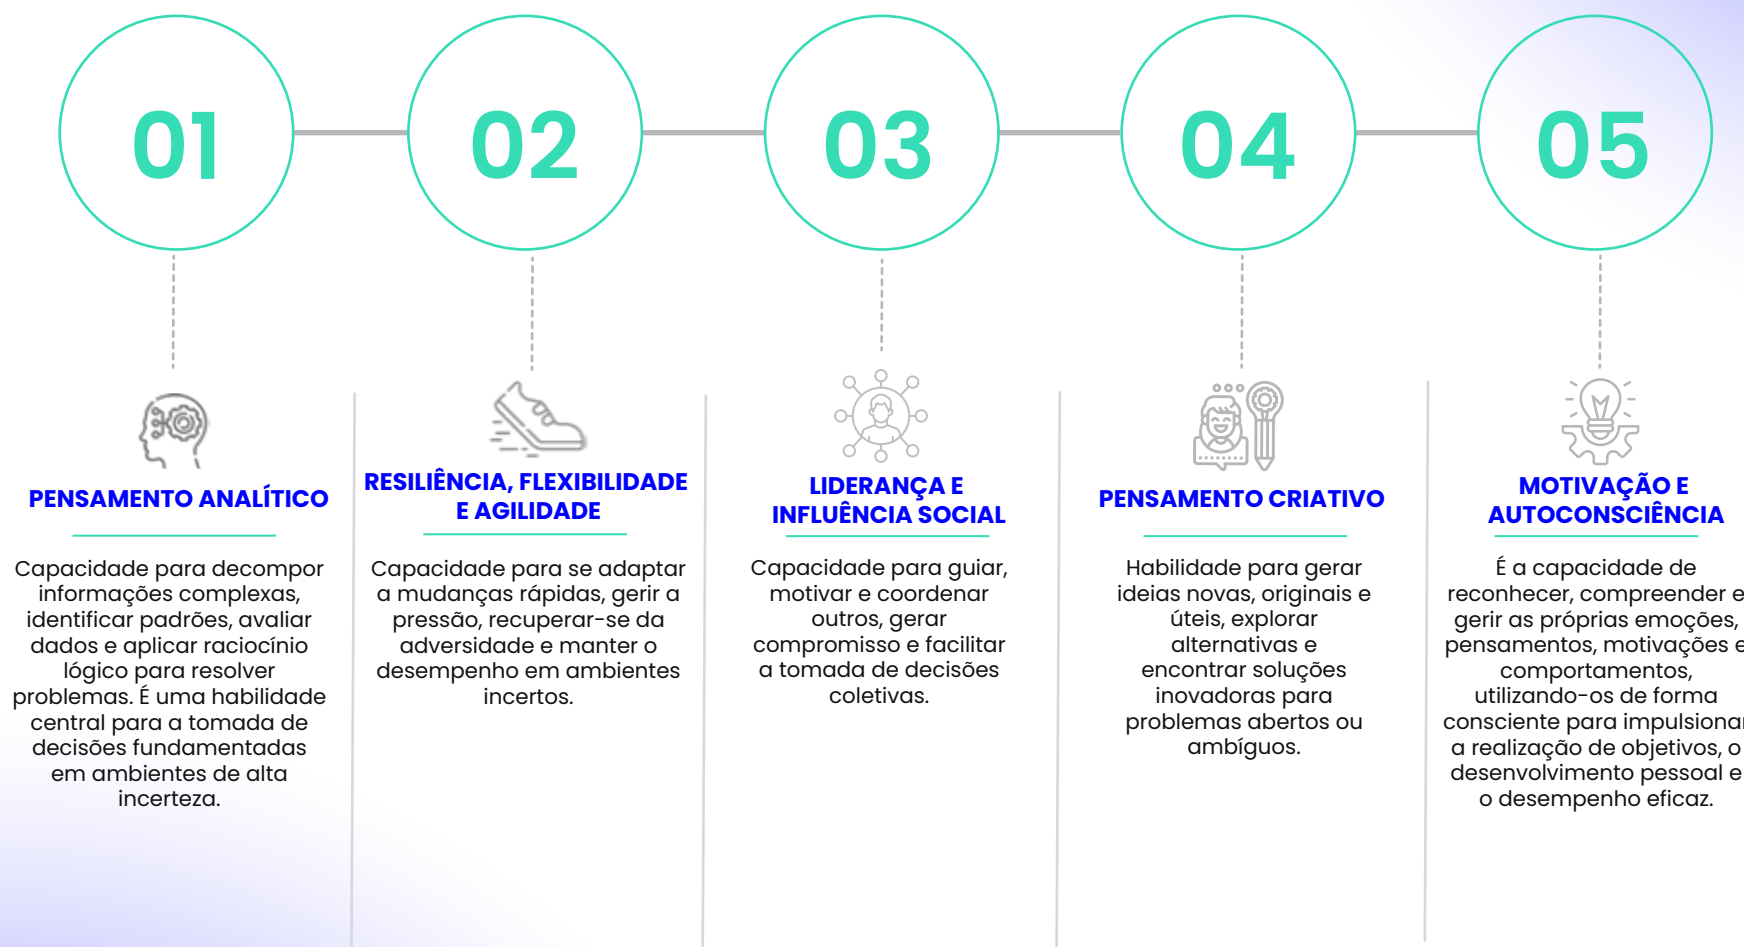 01
02
03
04
05
PENSAMENTO ANALÍTICO
Capacidade para decompor
informações complexas,
identificar padrões, avaliar
dados e aplicar raciocínio
lógico para resolver
problemas. É uma habilidade
central para a tomada de
decisões fundamentadas
em ambientes de alta
incerteza.
RESILIÊNCIA, FLEXIBILIDADE
E AGILIDADE
Capacidade para se adaptar
a mudanças rápidas, gerir a
pressão, recuperar-se da
adversidade e manter o
desempenho em ambientes
incertos.
LIDERANÇA E
INFLUÊNCIA SOCIAL
Capacidade para guiar,
motivar e coordenar
outros, gerar
compromisso e facilitar
a tomada de decisões
coletivas.
PENSAMENTO CRIATIVO
Habilidade para gerar
ideias novas, originais e
úteis, explorar
alternativas e
encontrar soluções
inovadoras para
problemas abertos ou
ambíguos.
MOTIVAÇÃO E
AUTOCONSCIÊNCIA
É a capacidade de
reconhecer, compreender e
gerir as próprias emoções,
pensamentos, motivações e
comportamentos,
utilizando-os de forma
consciente para impulsionar
a realização de objetivos, o
desenvolvimento pessoal e
o desempenho eficaz.